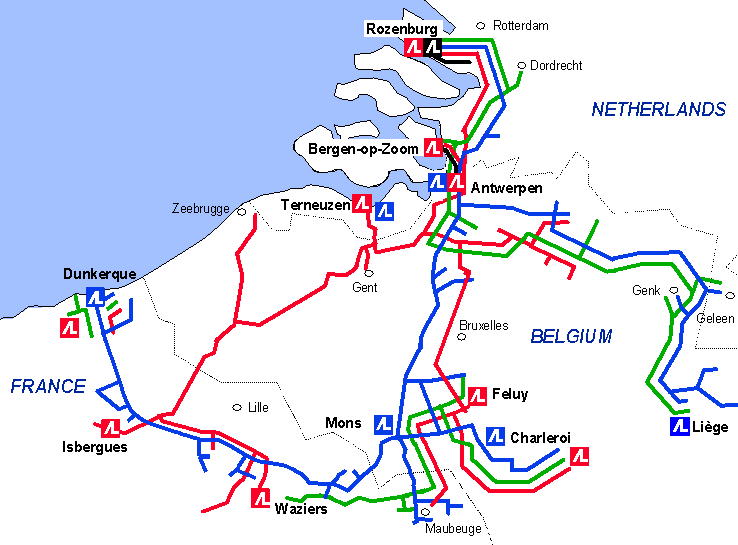 Rozenburg
Rotterdam
Dordrecht
NETHERLANDS
Bergen-op-Zoom
Antwerpen
Zeebrugge
Terneuzen
Dunkerque
Gent
Genk
Geleen
Bruxelles
BELGIUM
FRANCE
Lille
Feluy
Mons
Charleroi
Liège
Isbergues
Waziers
Maubeuge